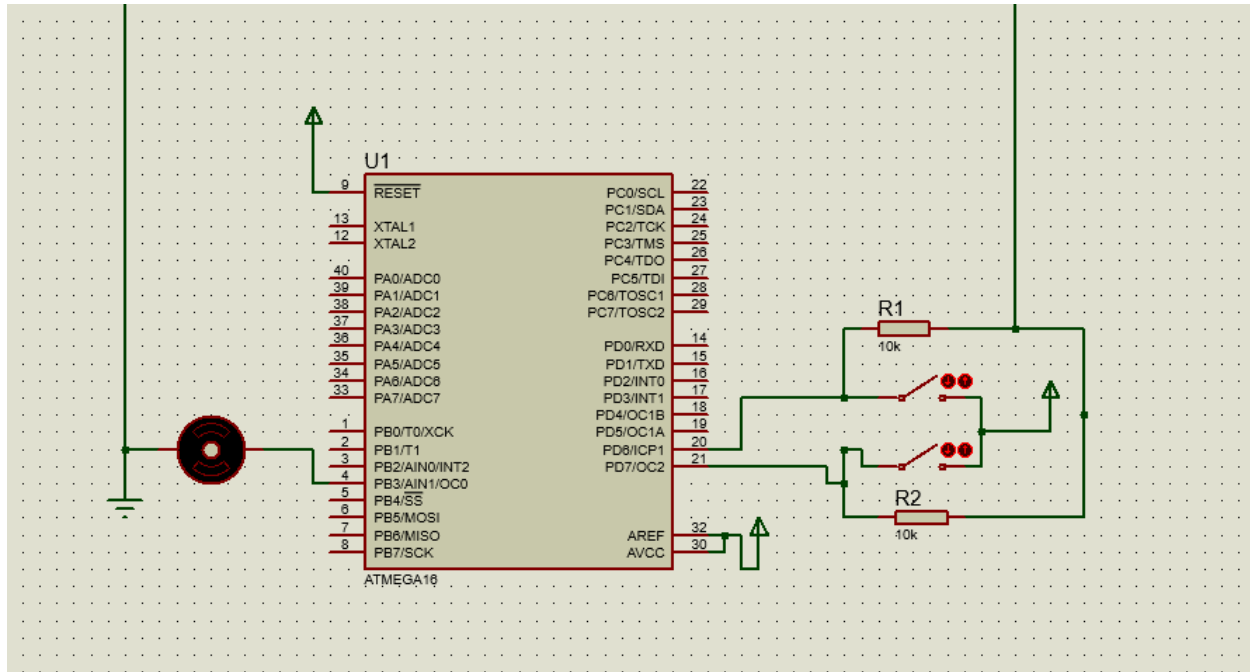 U1
9 RESET PC0/SCL 22
PC1/SDA 23
13 XTAL1 PC2/TCK 24
12 XTAL2 PC3/TMS 25
PC4/TDO 26
40 PA0/ADC0 PC5/TDI 27
39 PA1/ADC1 PC6/TOSC1 28
38 PA2/ADC2 PC7/TOSC2 29
37 PA3/ADC3
36 PA4/ADC4 PD0/RXD 14
35 PA5/ADC5 PD1/TXD 15
34 PA6/ADC6 PD2/INT0 16
33 PA7/ADC7 PD3/INT1 17
PD4/OC1B 18
1 PB0/T0/XCK PD5/OC1A 19
2 PB1/T1 PD6/ICP1 20
3 PB2/AIN0/INT2 PD7/OC2 21
4 PB3/AIN1/OC0
5 PB4/SS
6 PB5/MOSI
7 PB6/MISO AREF 32
8 PB7/SCK AVCC 30
ATMEGA16
R1
10k
R2
10k